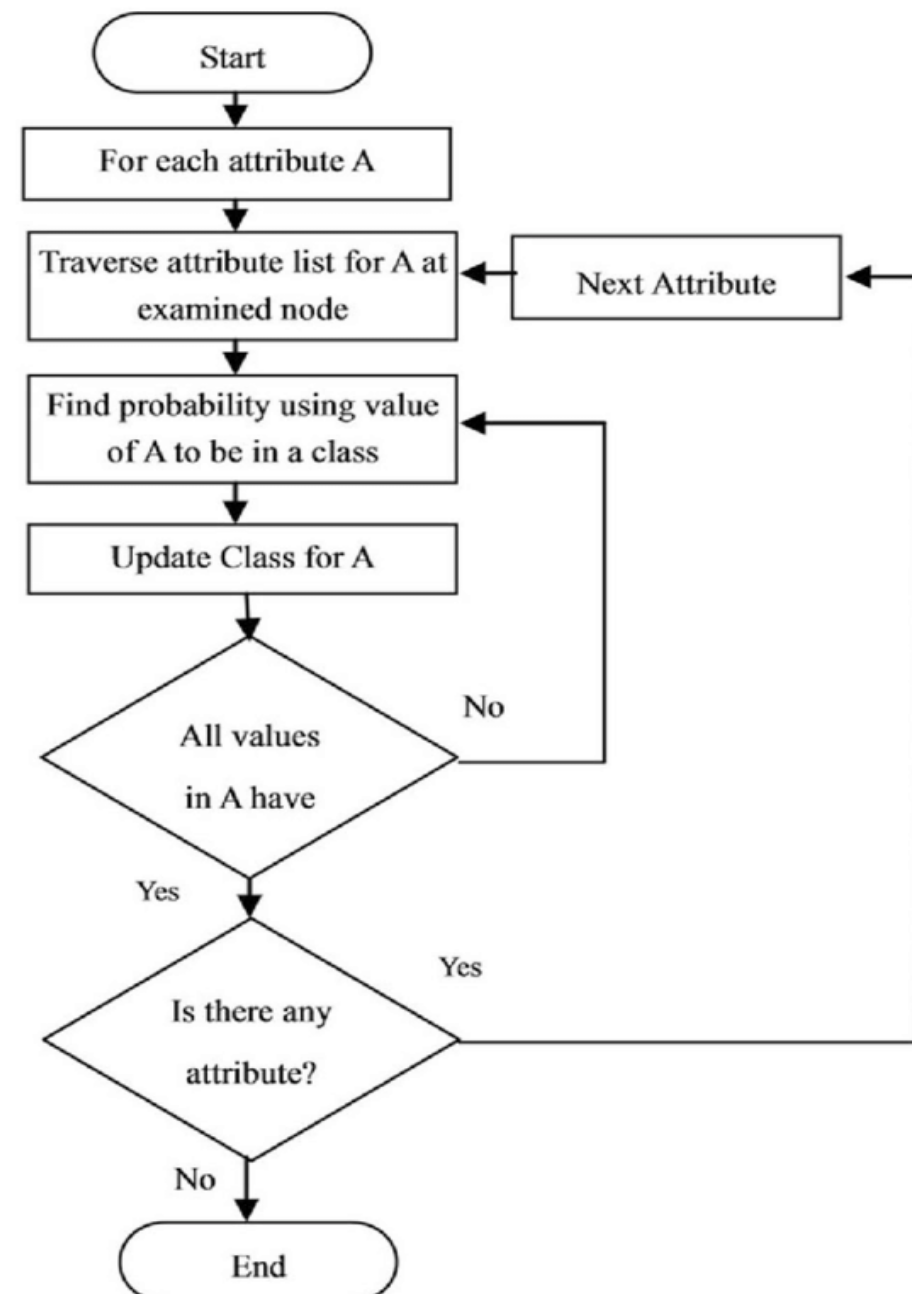 Start
For each attribute A
Traverse attribute list for A at
examined node
Next Attribute
Find probability using value
of A to be in a class
Update Class for A
No
All values
in A have
Yes
Yes
Is there any
attribute?
No
End